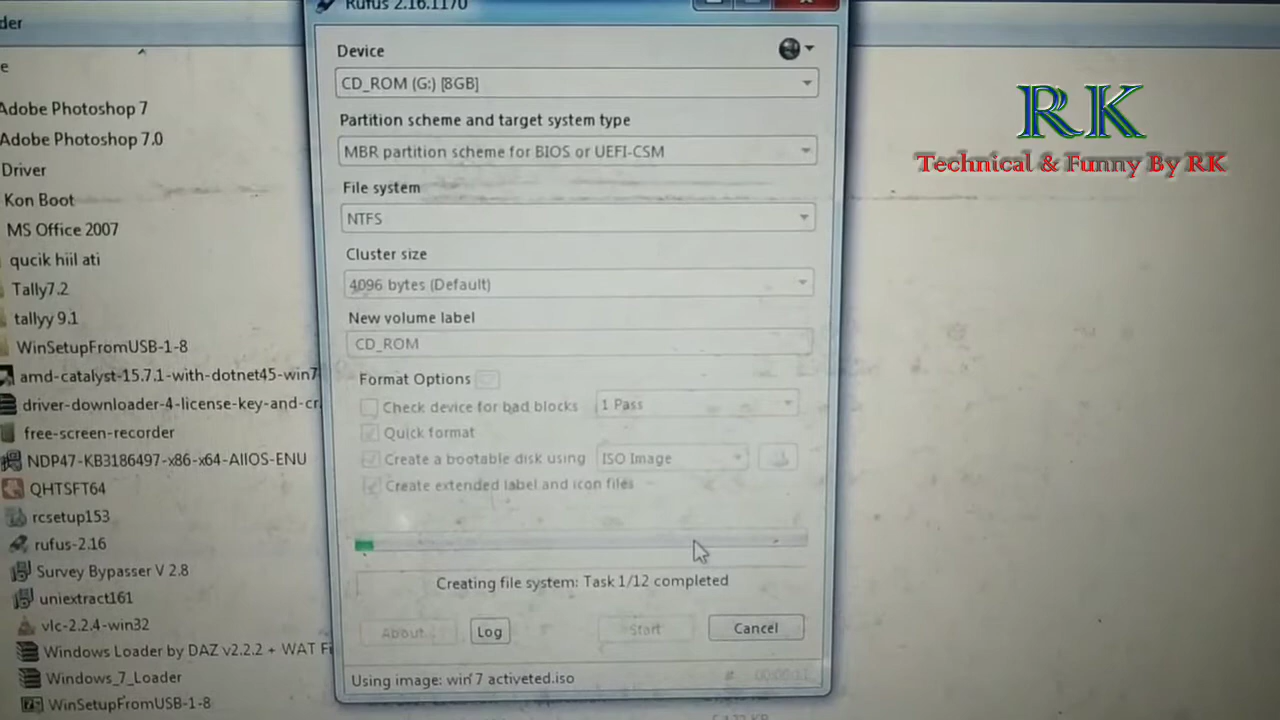 Rufus 2.16.1170
der
Device
e
CD_ROM (G:) [8GB]
RK
Technical & Funny By RK
Adobe Photoshop 7
Partition scheme and target system type
Adobe Photoshop 7.0
MBR partition scheme for BIOS or UEFI-CSM
Driver
File system
Kon Boot
NTFS
MS Office 2007
Cluster size
qucik hiil ati
4096 bytes (Default)
Tally7.2
New volume label
tallyy 9.1
CD_ROM
WinSetupFromUSB-1-8
Format Options
amd-catalyst-15.7.1-with-dotnet45-win7
Check device for bad blocks
1 Pass
driver-downloader-4-license-key-and-cr
Quick format
free-screen-recorder
Create a bootable disk using
ISO Image
NDP47-KB3186497-x86-x64-AllOS-ENU
Create extended label and icon files
QHTSFT64
rcsetup153
rufus-2.16
Creating file system: Task 1/12 completed
Survey Bypasser V 2.8
uniextract161
About
Log
Start
Cancel
vlc-2.2.4-win32
Windows Loader by DAZ v2.2.2 + WAT Fi
Windows_7_Loader
Using image: win 7 activeted.iso
#
WinSetupFromUSB-1-8